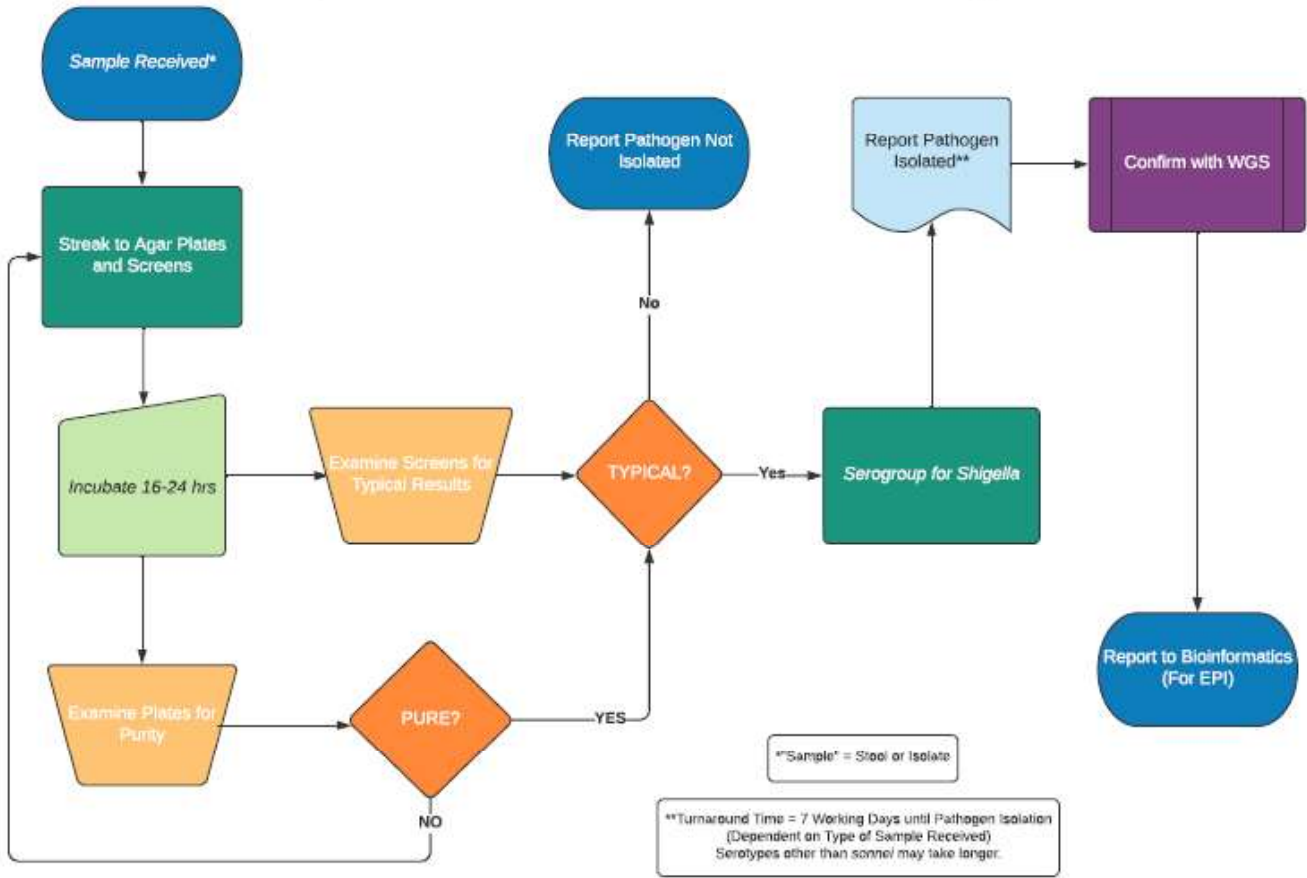 Sample Received*
Streak to Agar Plates
and Screens
Incubate 16-24 hrs
Examine Screens for
Typical Results
Examine Plates for
Purity
PURE?
NO
YES
TYPICAL?
No
Report Pathogen Not
Isolated
Yes
Serogroup for Shigella
Report Pathogen
Isolated**
Confirm with WGS
Report to Bioinformatics
(For EPI)
*"Sample" = Stool or Isolate
**Turnaround Time = 7 Working Days until Pathogen Isolation
(Dependent on Type of Sample Received)
Serotypes other than sonnei may take longer.